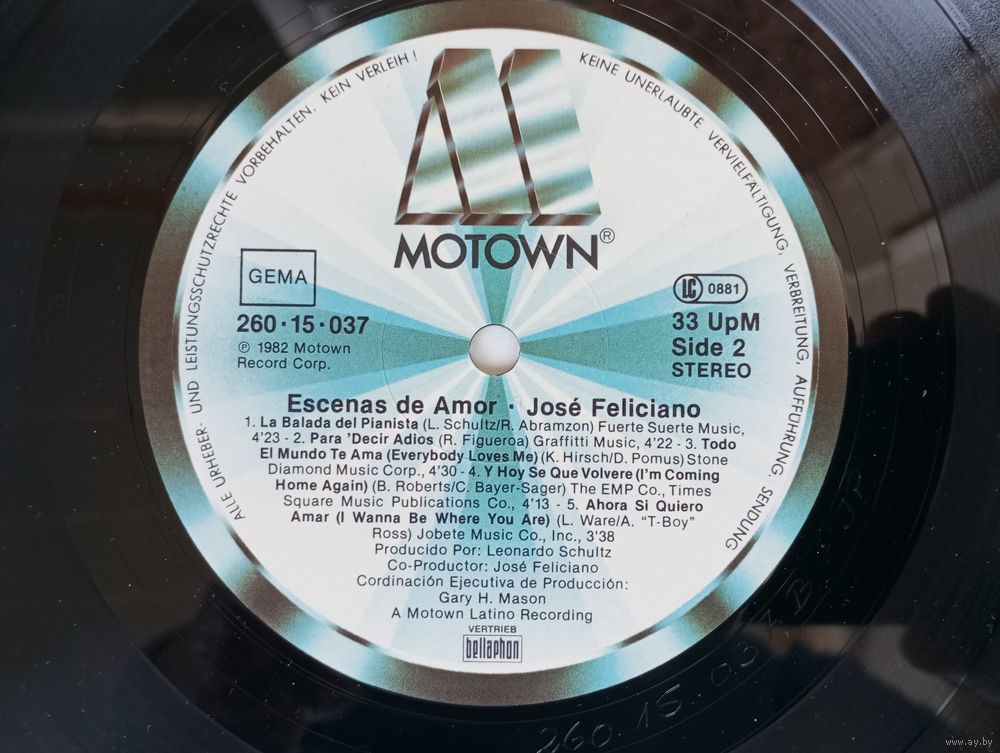 ALLE URHEBER- UND LEISTUNGSSCHUTZRECHTE VORBEHALTEN. KEIN VERLEIH!
KEINE UNERLAUBTE VERVIELFÄLTIGUNG, VERBREITUNG, AUFFÜHRUNG, SENDUNG
MOTOWN®
GEMA
LC 0881
260·15·037
33 UpM
℗ 1982 Motown
Record Corp.
Side 2
STEREO
Escenas de Amor · José Feliciano
1. La Balada del Pianista (L. Schultz/R. Abramzon) Fuerte Suerte Music,
4'23 - 2. Para 'Decir Adios (R. Figueroa) Graffitti Music, 4'22 - 3. Todo
El Mundo Te Ama (Everybody Loves Me) (K. Hirsch/D. Pomus) Stone
Diamond Music Corp., 4'30 - 4. Y Hoy Se Que Volvere (I'm Coming
Home Again) (B. Roberts/C. Bayer-Sager) The EMP Co., Times
Square Music Publications Co., 4'13 - 5. Ahora Si Quiero
Amar (I Wanna Be Where You Are) (L. Ware/A. “T-Boy”
Ross) Jobete Music Co., Inc., 3'38
Producido Por: Leonardo Schultz
Co-Productor: José Feliciano
Cordinación Ejecutiva de Producción:
Gary H. Mason
A Motown Latino Recording
VERTRIEB
bellaphon
260.15.037 B
www.ay.by